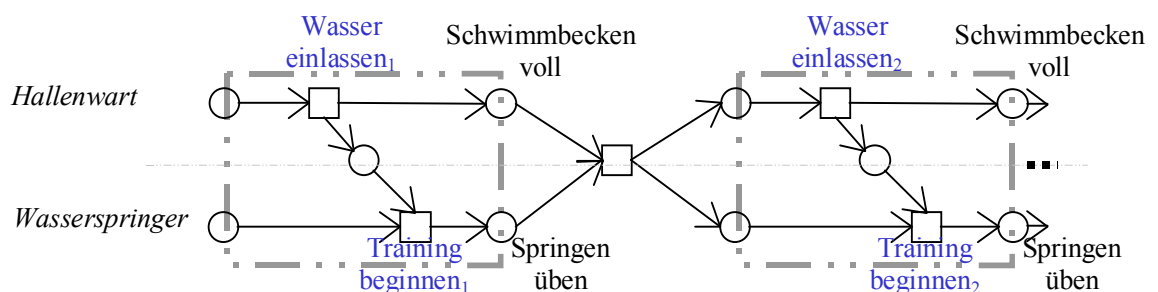 Wasser
einlassen₁
Schwimmbecken
voll
Wasser
einlassen₂
Schwimmbecken
voll
Hallenwart
Wasserspringer
Training
beginnen₁
Springen
üben
Training
beginnen₂
Springen
üben